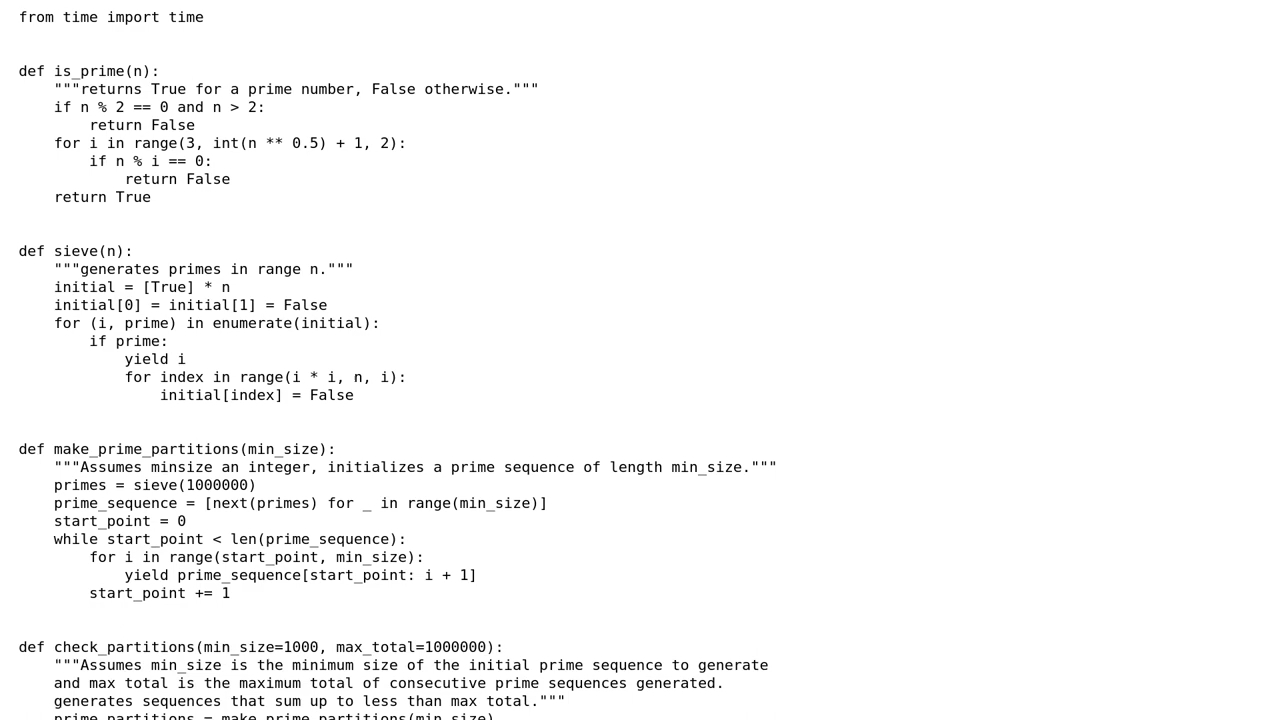 from time import time
def is_prime(n):
    """returns True for a prime number, False otherwise."""
    if n % 2 == 0 and n > 2:
        return False
    for i in range(3, int(n ** 0.5) + 1, 2):
        if n % i == 0:
            return False
    return True
def sieve(n):
    """generates primes in range n."""
    initial = [True] * n
    initial[0] = initial[1] = False
    for (i, prime) in enumerate(initial):
        if prime:
            yield i
            for index in range(i * i, n, i):
                initial[index] = False
def make_prime_partitions(min_size):
    """Assumes minsize an integer, initializes a prime sequence of length min_size."""
    primes = sieve(1000000)
    prime_sequence = [next(primes) for _ in range(min_size)]
    start_point = 0
    while start_point < len(prime_sequence):
        for i in range(start_point, min_size):
            yield prime_sequence[start_point: i + 1]
        start_point += 1
def check_partitions(min_size=1000, max_total=1000000):
    """Assumes min_size is the minimum size of the initial prime sequence to generate
    and max total is the maximum total of consecutive prime sequences generated.
    generates sequences that sum up to less than max total."""
    prime_partitions = make_prime_partitions(min_size)